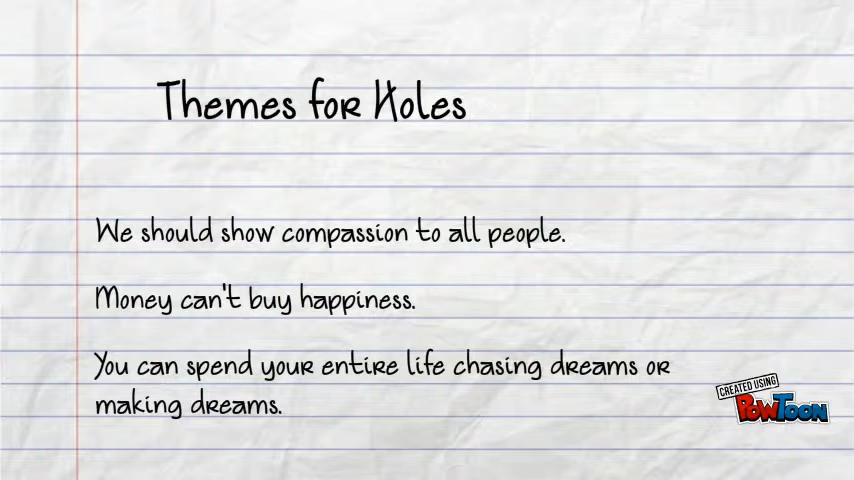 Themes for Holes
We should show compassion to all people.
Money can't buy happiness.
You can spend your entire life chasing dreams or
making dreams.
CREATED USING
POWTOON